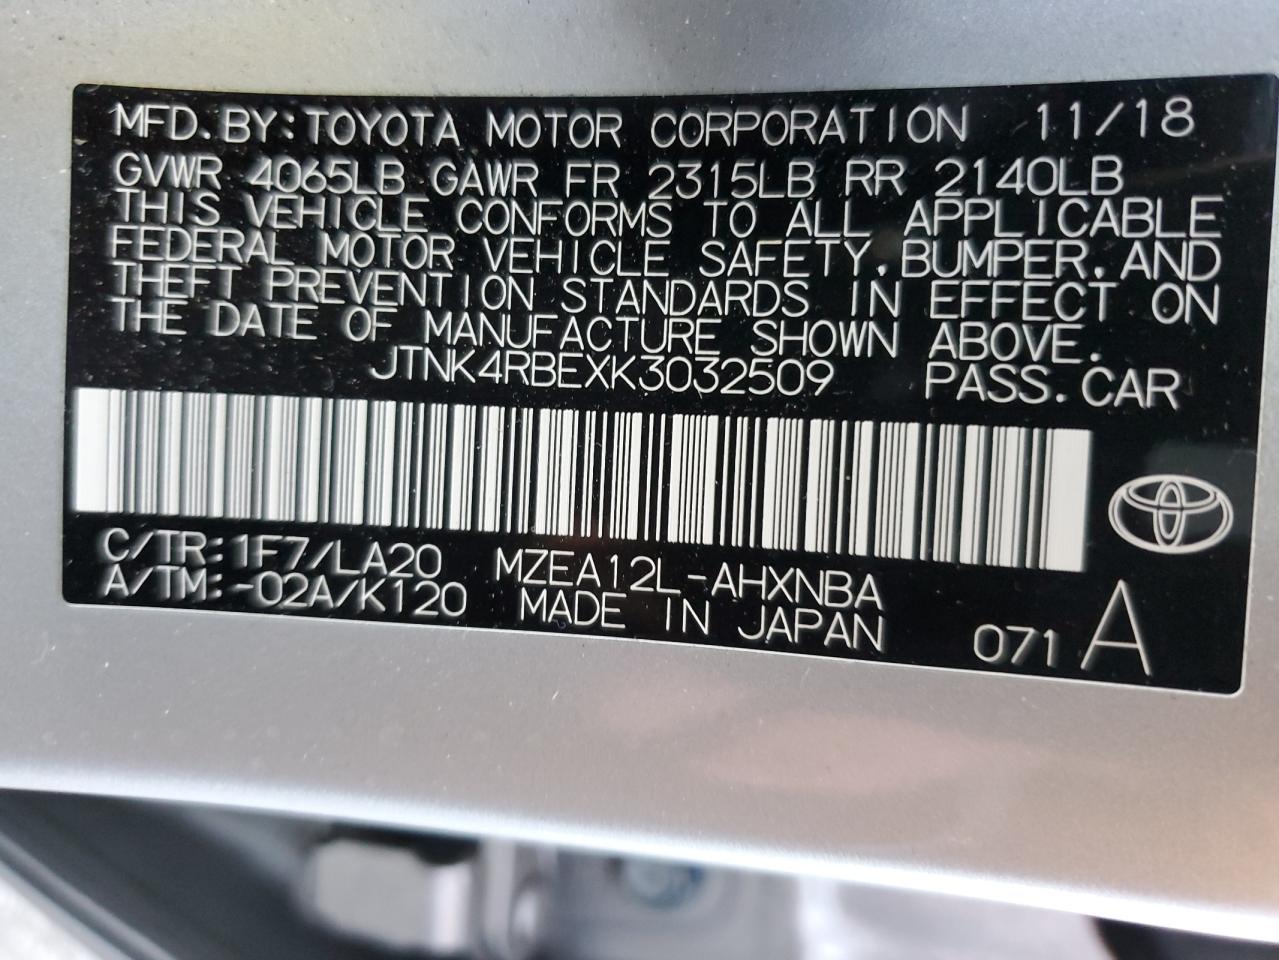 MFD. BY: TOYOTA MOTOR CORPORATION 11/18
GVWR 4065LB GAWR FR 2315LB RR 2140LB
THIS VEHICLE CONFORMS TO ALL APPLICABLE
FEDERAL MOTOR VEHICLE SAFETY, BUMPER, AND
THEFT PREVENTION STANDARDS IN EFFECT ON
THE DATE OF MANUFACTURE SHOWN ABOVE.
JTNK4RBEXK3032509 PASS. CAR
C/TR: 1F7/LA20 MZEA12L-AHXNBA
A/TM: -02A/K120 MADE IN JAPAN 071 A